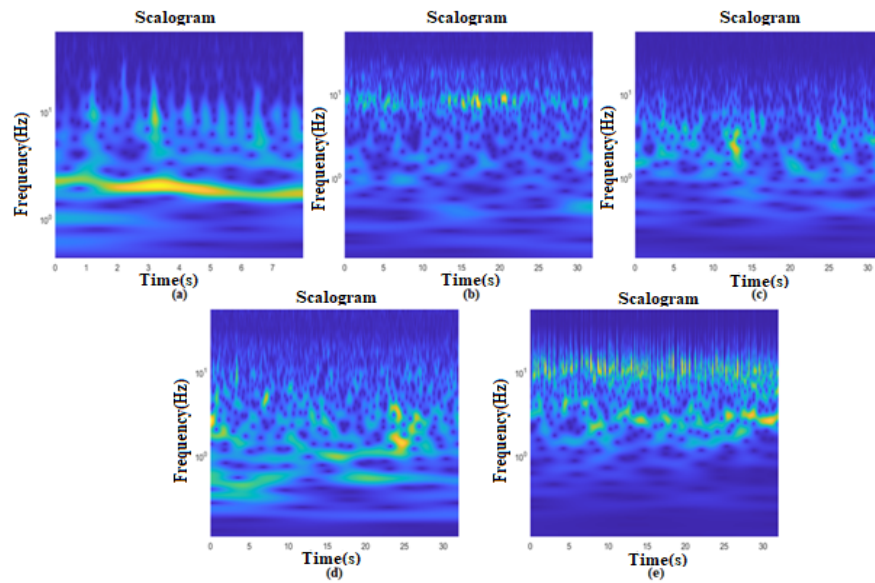 Scalogram Scalogram Scalogram
Frequency(Hz) Frequency(Hz) Frequency(Hz)
10¹ 10¹ 10¹
10⁰ 10⁰ 10⁰
0 1 2 3 4 5 6 7 0 5 10 15 20 25 30 0 5 10 15 20 25 30
Time(s) Time(s) Time(s)
(a) (b) (c)
Scalogram Scalogram
Frequency(Hz) Frequency(Hz)
10¹ 10¹
10⁰ 10⁰
0 5 10 15 20 25 30 0 5 10 15 20 25 30
Time(s) Time(s)
(d) (e)